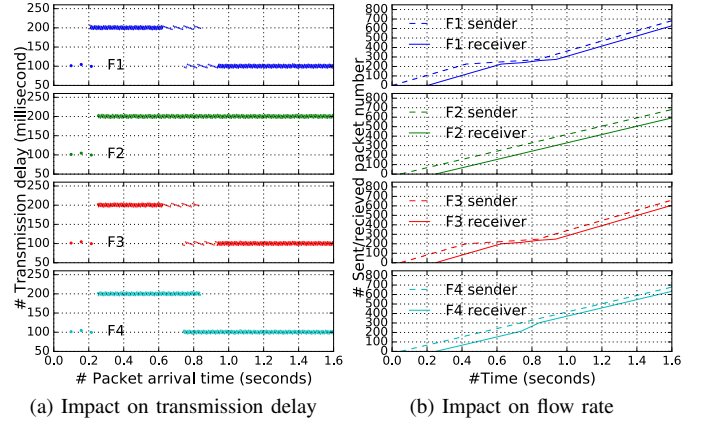 # Transmission delay (millisecond)
250
200
150
100
50
F1
250
200
150
100
50
F2
250
200
150
100
50
F3
250
200
150
100
50
F4
0.0 0.2 0.4 0.6 0.8 1.0 1.2 1.4 1.6
# Packet arrival time (seconds)
(a) Impact on transmission delay
# Sent/recieved packet number
800
700
600
500
400
300
200
100
0
F1 sender
F1 receiver
800
700
600
500
400
300
200
100
0
F2 sender
F2 receiver
800
700
600
500
400
300
200
100
0
F3 sender
F3 receiver
800
700
600
500
400
300
200
100
0
F4 sender
F4 receiver
0.0 0.2 0.4 0.6 0.8 1.0 1.2 1.4 1.6
#Time (seconds)
(b) Impact on flow rate